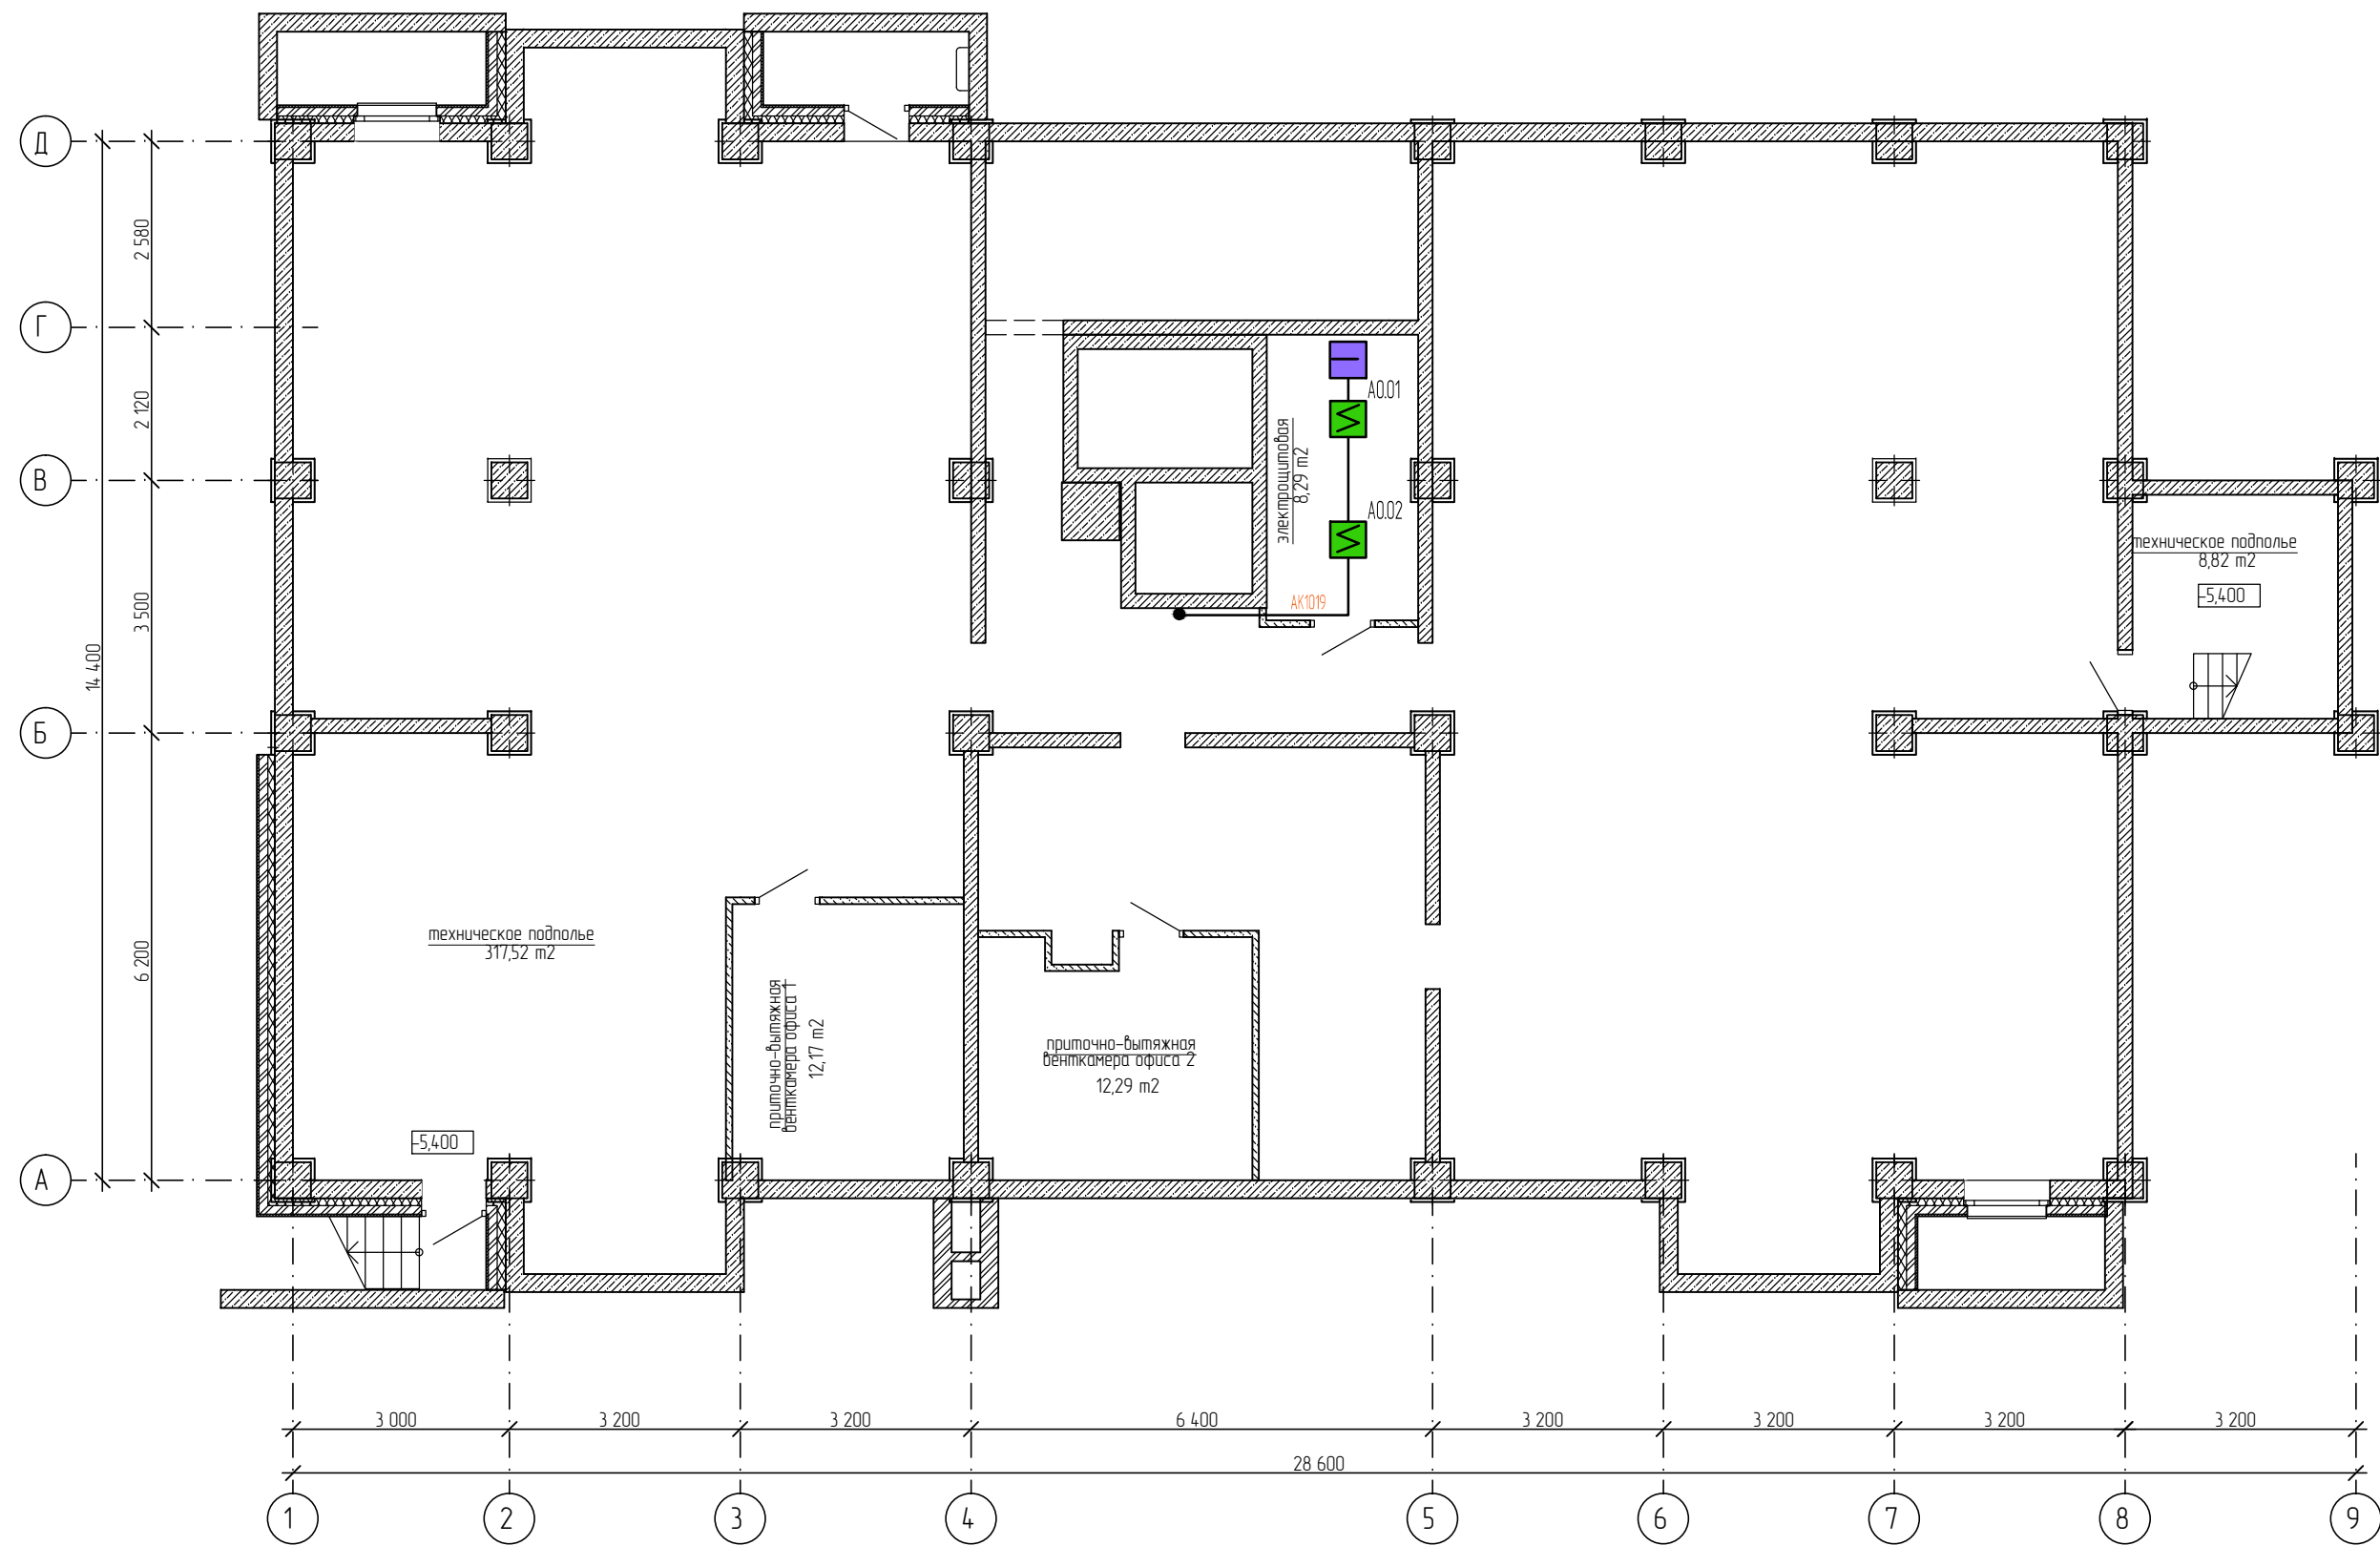 Д
2 580
Г
2 120
В
3 500
14 400
Б
6 200
А
А0.01
А0.02
электрощитовая
8,29 m2
АК1019
техническое подполье
8,82 m2
-5,400
техническое подполье
317,52 m2
-5,400
приточно-вытяжная
венткамера офиса 1
12,17 m2
приточно-вытяжная
венткамера офиса 2
12,29 m2
3 000
3 200
3 200
6 400
3 200
3 200
3 200
3 200
28 600
1
2
3
4
5
6
7
8
9